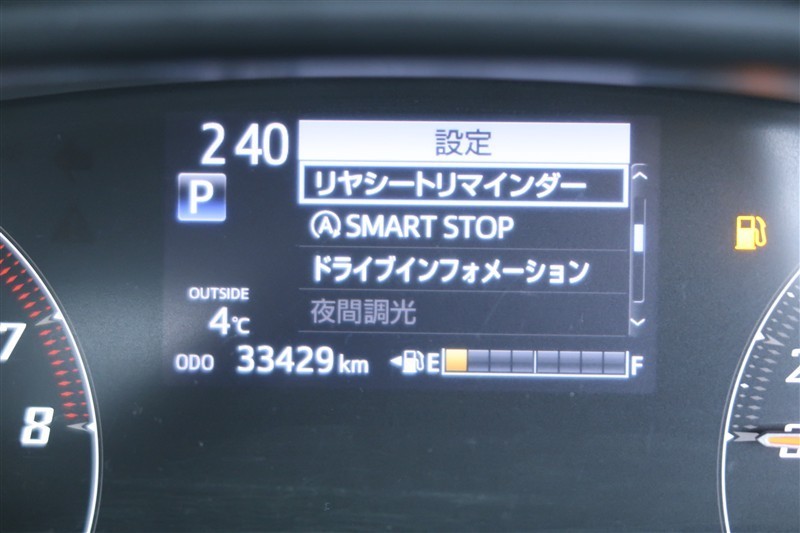 2 40
設定
P
リヤシートリマインダー
Ⓐ SMART STOP
ドライブインフォメーション
夜間調光
OUTSIDE
4℃
ODO 33429 km
E F
7
8
2